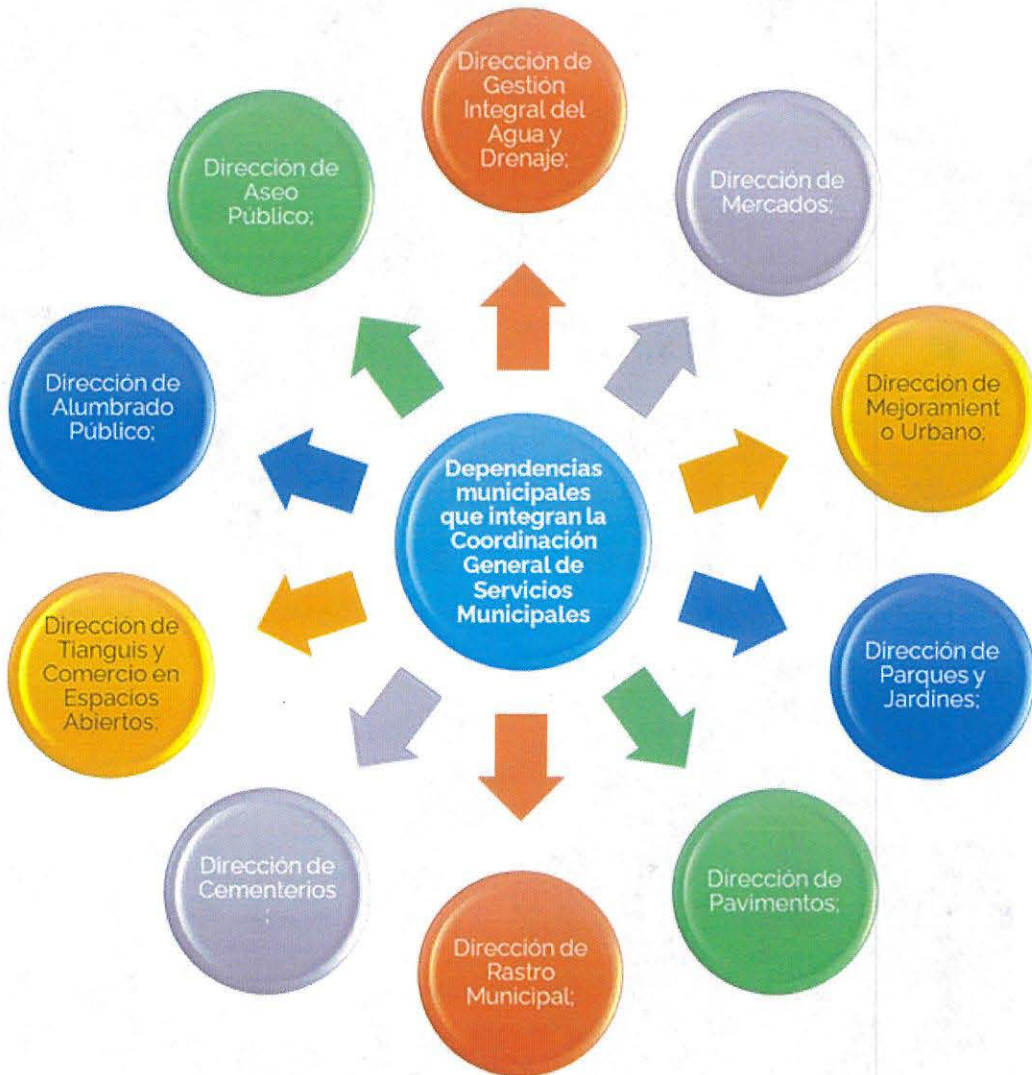 Dirección de
Gestión
Integral del
Agua y
Drenaje;
Dirección de
Mercados;
Dirección de
Mejoramient
o Urbano;
Dirección de
Parques y
Jardines;
Dirección de
Pavimentos;
Dirección de
Rastro
Municipal;
Dirección de
Cementerios
;
Dirección de
Tianguis y
Comercio en
Espacios
Abiertos;
Dirección de
Alumbrado
Público;
Dirección de
Aseo
Público;
Dependencias
municipales
que integran la
Coordinación
General de
Servicios
Municipales